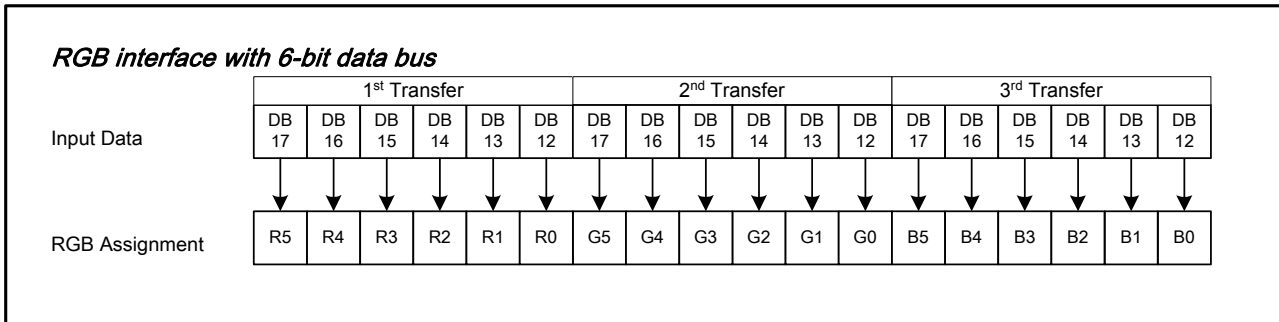 RGB interface with 6-bit data bus
1st Transfer 2nd Transfer 3rd Transfer
Input Data DB 17 DB 16 DB 15 DB 14 DB 13 DB 12 DB 17 DB 16 DB 15 DB 14 DB 13 DB 12 DB 17 DB 16 DB 15 DB 14 DB 13 DB 12
RGB Assignment R5 R4 R3 R2 R1 R0 G5 G4 G3 G2 G1 G0 B5 B4 B3 B2 B1 B0